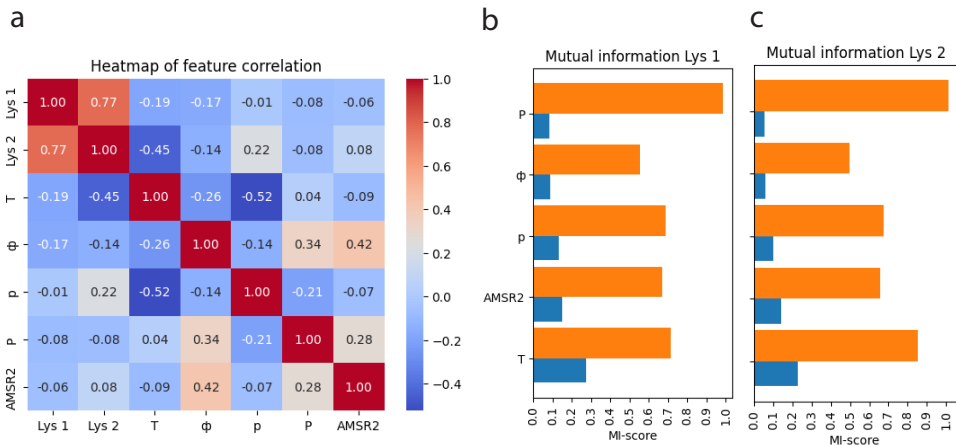 a
b
c
Heatmap of feature correlation
Mutual information Lys 1
Mutual information Lys 2
Lys 1
1.00 0.77 -0.19 -0.17 -0.01 -0.08 -0.06
Lys 2
0.77 1.00 -0.45 -0.14 0.22 -0.08 0.08
T
-0.19 -0.45 1.00 -0.26 -0.52 0.04 -0.09
ф
-0.17 -0.14 -0.26 1.00 -0.14 0.34 0.42
p
-0.01 0.22 -0.52 -0.14 1.00 -0.21 -0.07
P
-0.08 -0.08 0.04 0.34 -0.21 1.00 0.28
AMSR2
-0.06 0.08 -0.09 0.42 -0.07 0.28 1.00
Lys 1 Lys 2 T ф p P AMSR2
1.0
0.8
0.6
0.4
0.2
0.0
−0.2
−0.4
P
ф
p
AMSR2
T
0.0 0.1 0.2 0.3 0.4 0.5 0.6 0.7 0.8 0.9 1.0
MI-score
0.0 0.1 0.2 0.3 0.4 0.5 0.6 0.7 0.8 0.9 1.0
MI-score